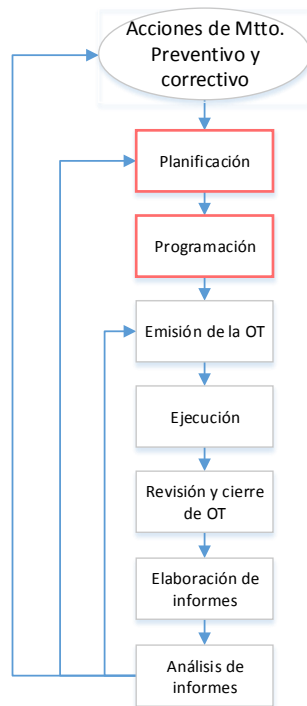 Acciones de Mtto.
Preventivo y
correctivo
Planificación
Programación
Emisión de la OT
Ejecución
Revisión y cierre
de OT
Elaboración de
informes
Análisis de
informes